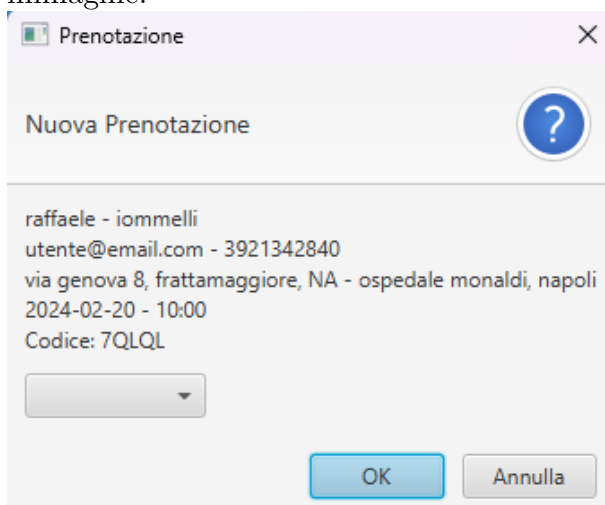 immagine.
Prenotazione
Nuova Prenotazione
?
raffaele - iommelli
utente@email.com - 3921342840
via genova 8, frattamaggiore, NA - ospedale monaldi, napoli
2024-02-20 - 10:00
Codice: 7QLQL
OK
Annulla